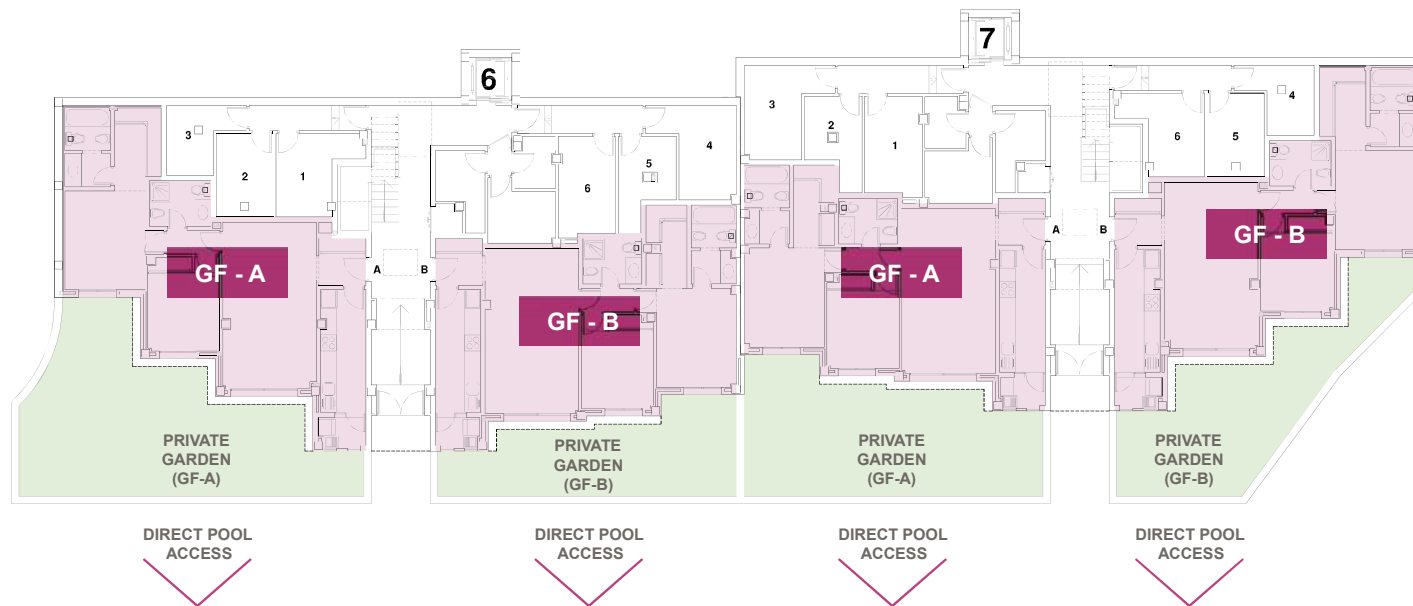 7
6
3
2
1
4
5
6
3
2
1
6
5
4
A
B
A
B
GF - A
GF - B
GF - A
GF - B
PRIVATE
GARDEN
(GF-A)
PRIVATE
GARDEN
(GF-B)
PRIVATE
GARDEN
(GF-A)
PRIVATE
GARDEN
(GF-B)
DIRECT POOL
ACCESS
DIRECT POOL
ACCESS
DIRECT POOL
ACCESS
DIRECT POOL
ACCESS